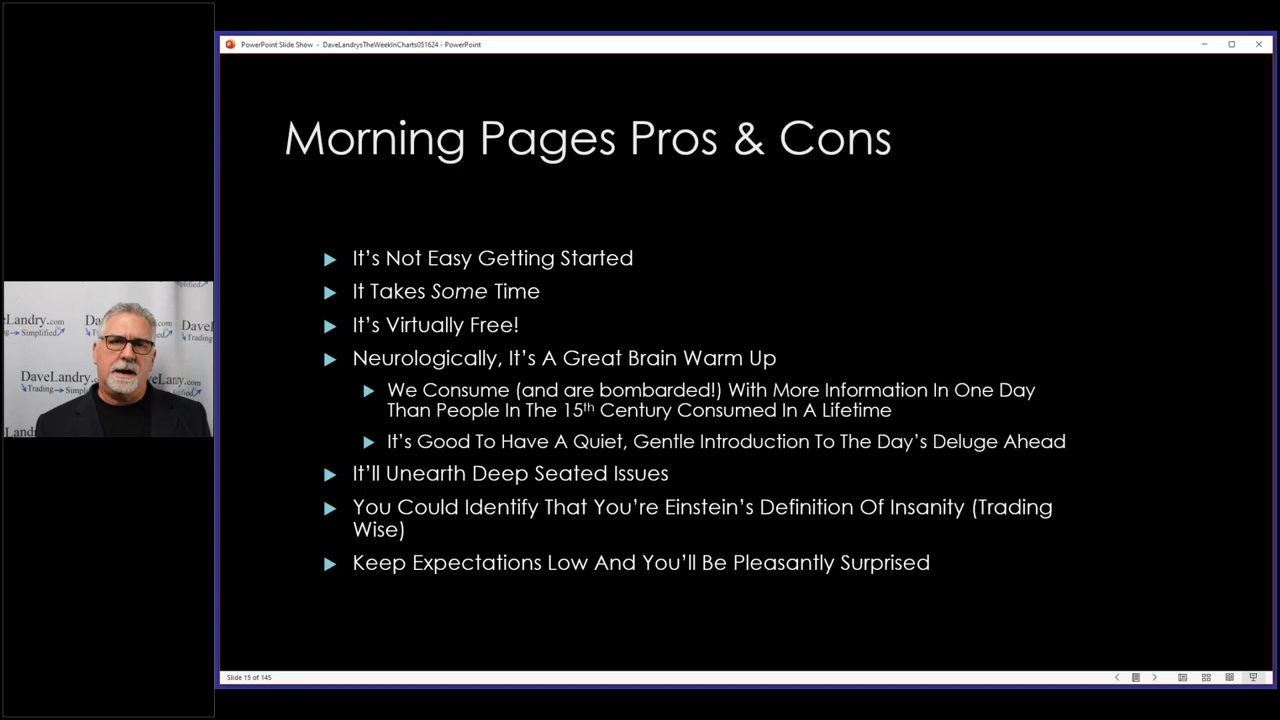 PowerPoint Slide Show - DaveLandrysTheWeekInCharts051624 - PowerPoint
Morning Pages Pros & Cons
It's Not Easy Getting Started
It Takes Some Time
It's Virtually Free!
Neurologically, It's A Great Brain Warm Up
We Consume (and are bombarded!) With More Information In One Day
Than People In The 15th Century Consumed In A Lifetime
It's Good To Have A Quiet, Gentle Introduction To The Day's Deluge Ahead
It'll Unearth Deep Seated Issues
You Could Identify That You're Einstein's Definition Of Insanity (Trading
Wise)
Keep Expectations Low And You'll Be Pleasantly Surprised
DaveLandry.com
Trading Simplified
Slide 15 of 145